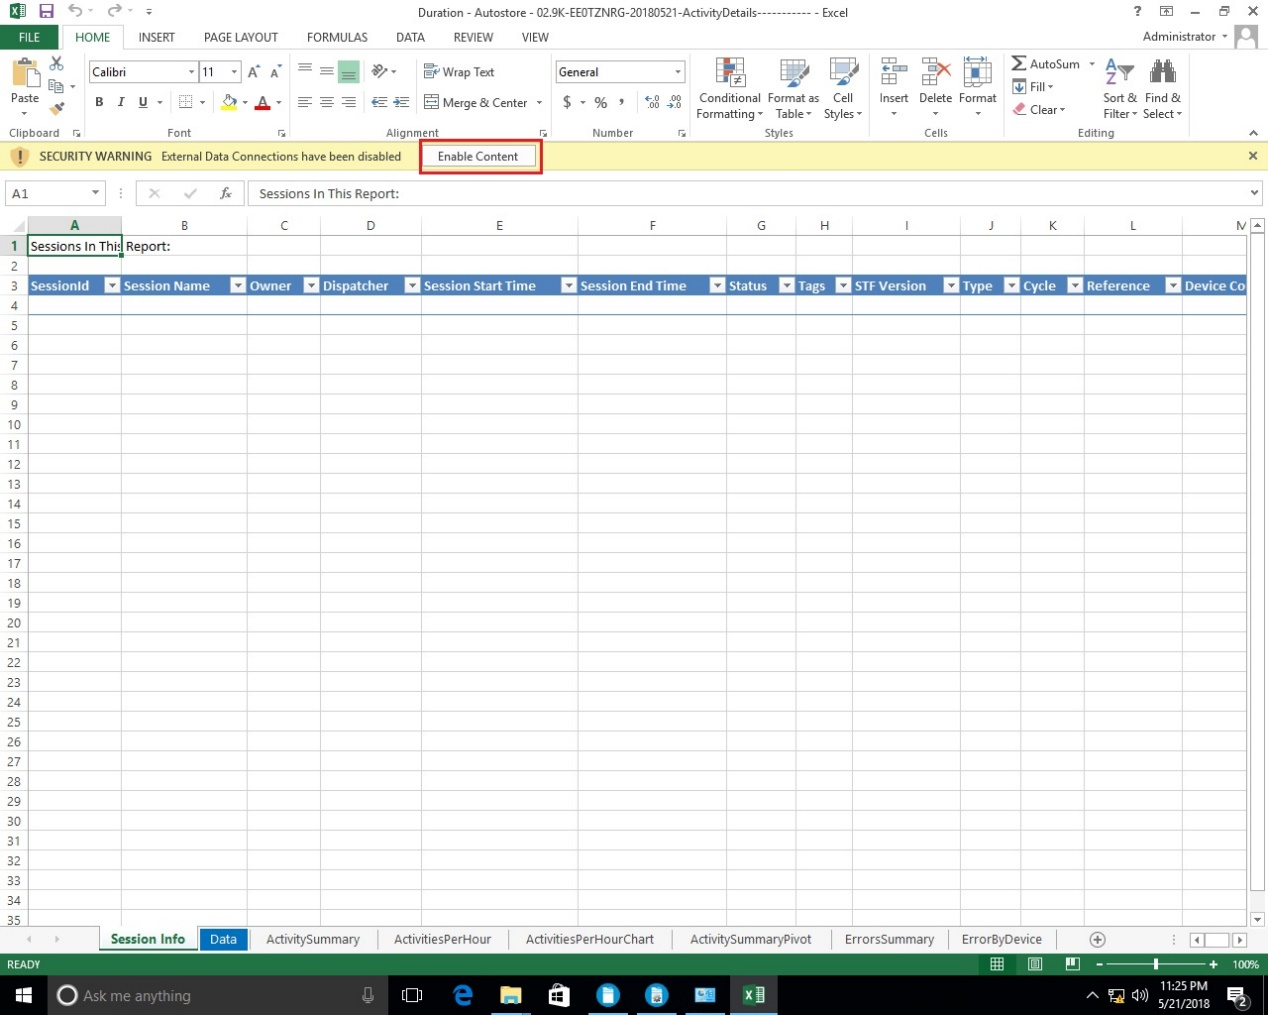 Duration - Autostore - 02.9K-EE0TZNRG-20180521-ActivityDetails----------- - Excel
?
FILE HOME INSERT PAGE LAYOUT FORMULAS DATA REVIEW VIEW Administrator
Paste
Calibri 11 A A
B I U A
Wrap Text
Merge & Center
General
$ % ,
Conditional Formatting
Format as Table
Cell Styles
Insert Delete Format
AutoSum
Fill
Clear
Sort & Filter
Find & Select
Clipboard Font Alignment Number Styles Cells Editing
SECURITY WARNING External Data Connections have been disabled Enable Content
A1 fx Sessions In This Report:
A B C D E F G H I J K L M
1 Sessions In This Report:
2
3 SessionId Session Name Owner Dispatcher Session Start Time Session End Time Status Tags STF Version Type Cycle Reference Device Co
4
5
6
7
8
9
10
11
12
13
14
15
16
17
18
19
20
21
22
23
24
25
26
27
28
29
30
31
32
33
34
35
Session Info Data ActivitySummary ActivitiesPerHour ActivitiesPerHourChart ActivitySummaryPivot ErrorsSummary ErrorByDevice
READY 100%
Ask me anything
11:25 PM
5/21/2018
2